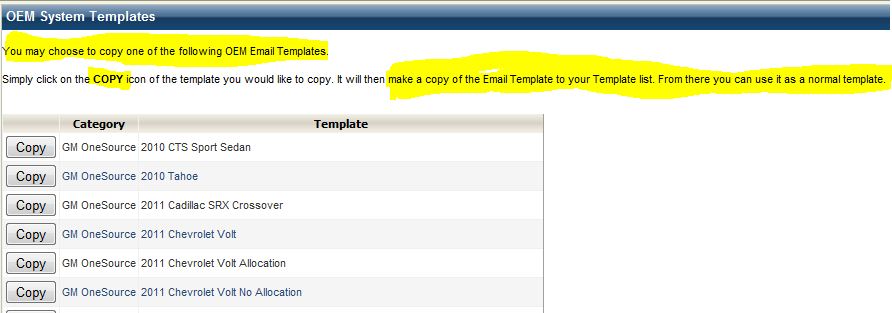 OEM System Templates
You may choose to copy one of the following OEM Email Templates.
Simply click on the COPY icon of the template you would like to copy. It will then make a copy of the Email Template to your Template list. From there you can use it as a normal template.
Category Template
Copy GM OneSource 2010 CTS Sport Sedan
Copy GM OneSource 2010 Tahoe
Copy GM OneSource 2011 Cadillac SRX Crossover
Copy GM OneSource 2011 Chevrolet Volt
Copy GM OneSource 2011 Chevrolet Volt Allocation
Copy GM OneSource 2011 Chevrolet Volt No Allocation